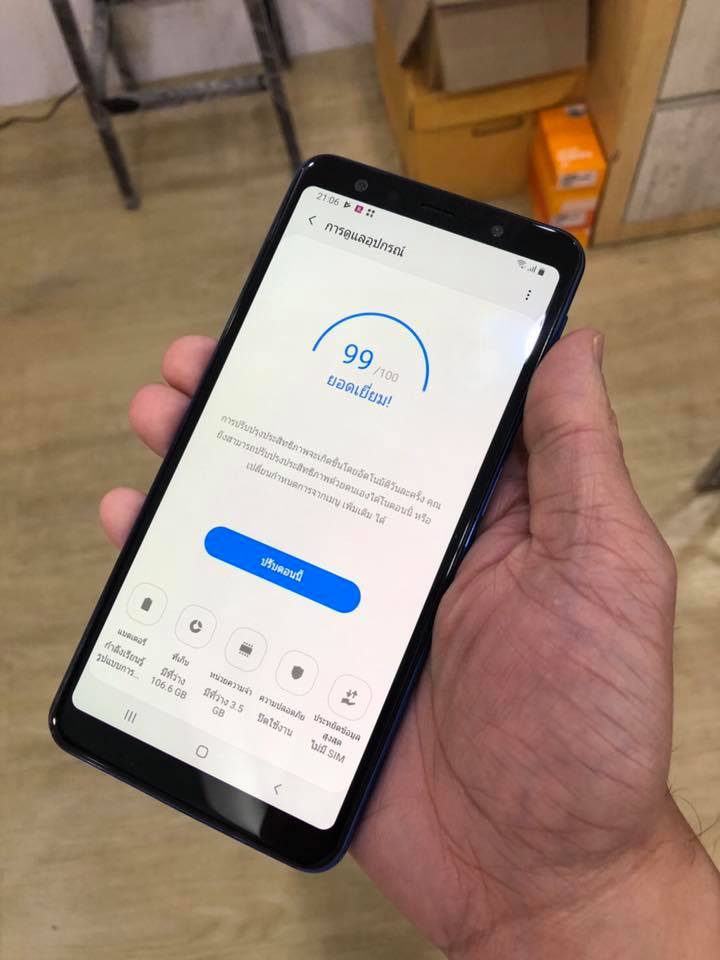 21:06
การดูแลอุปกรณ์
99 /100
ยอดเยี่ยม!
การปรับปรุงประสิทธิภาพจะเกิดขึ้นโดยอัตโนมัติวันละครั้ง คุณ
ยังสามารถปรับปรุงประสิทธิภาพด้วยตนเองได้ในตอนนี้ หรือ
เปลี่ยนกำหนดการจากเมนู เพิ่มเติม ได้
ปรับตอนนี้
แบตเตอรี่
กำลังเรียนรู้
รูปแบบการ...
ที่เก็บ
มีที่ว่าง
106.6 GB
หน่วยความจำ
มีที่ว่าง 3.5
GB
ความปลอดภัย
ปิดใช้งาน
ประหยัดข้อมูล
สูงสุด
ไม่มี SIM